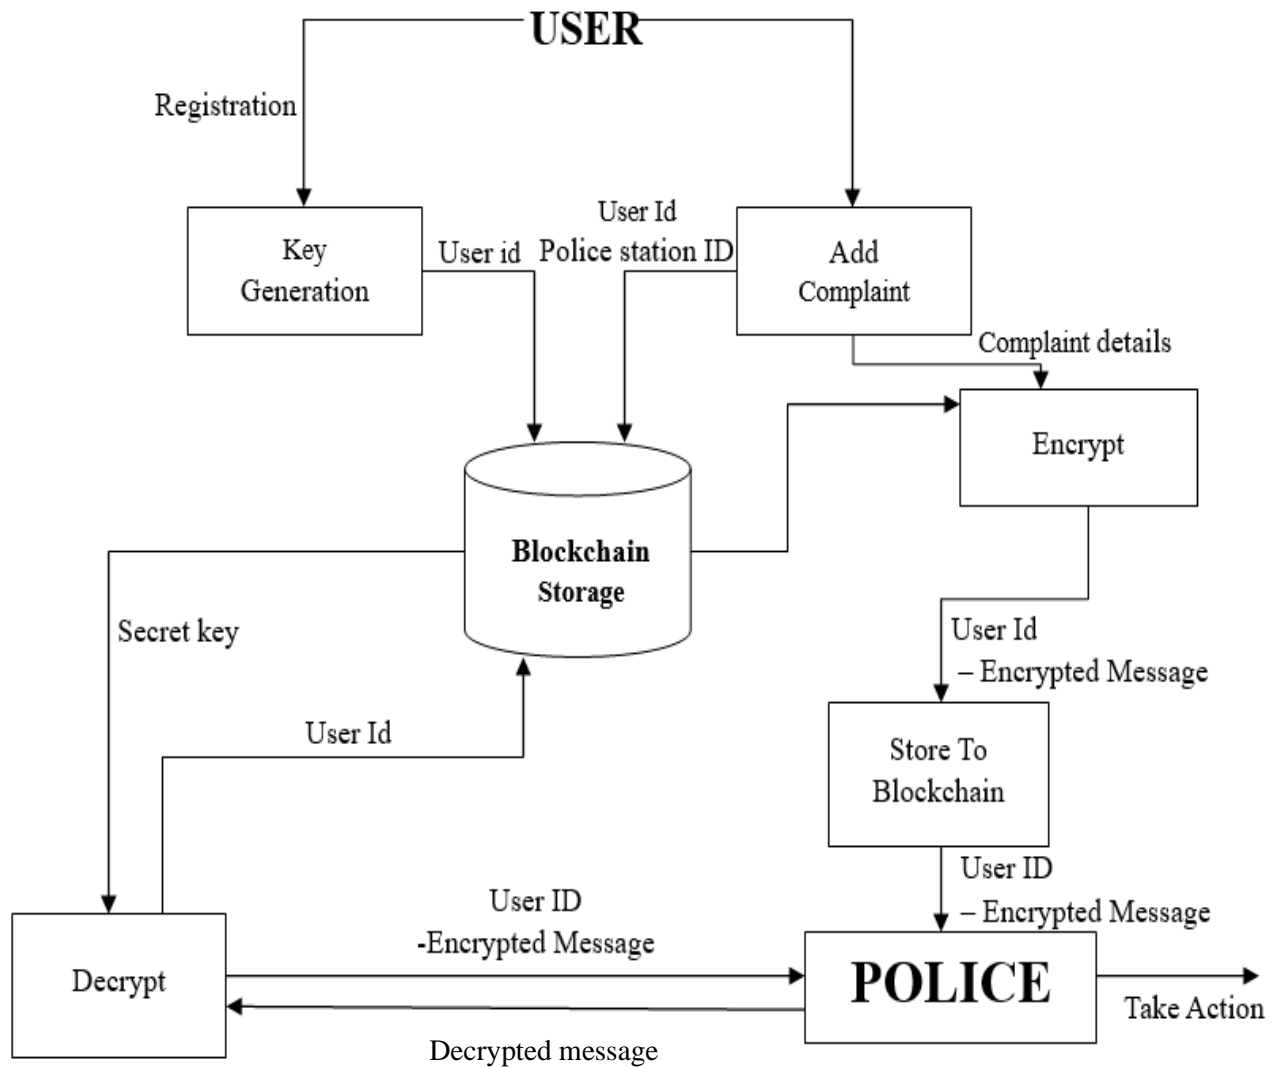 USER
Registration
User Id
Key
Generation
User id
Police station ID
Add
Complaint
Complaint details
Encrypt
Blockchain
Storage
Secret key
User Id
– Encrypted Message
User Id
Store To
Blockchain
User ID
– Encrypted Message
User ID
-Encrypted Message
Decrypt
POLICE
Take Action
Decrypted message